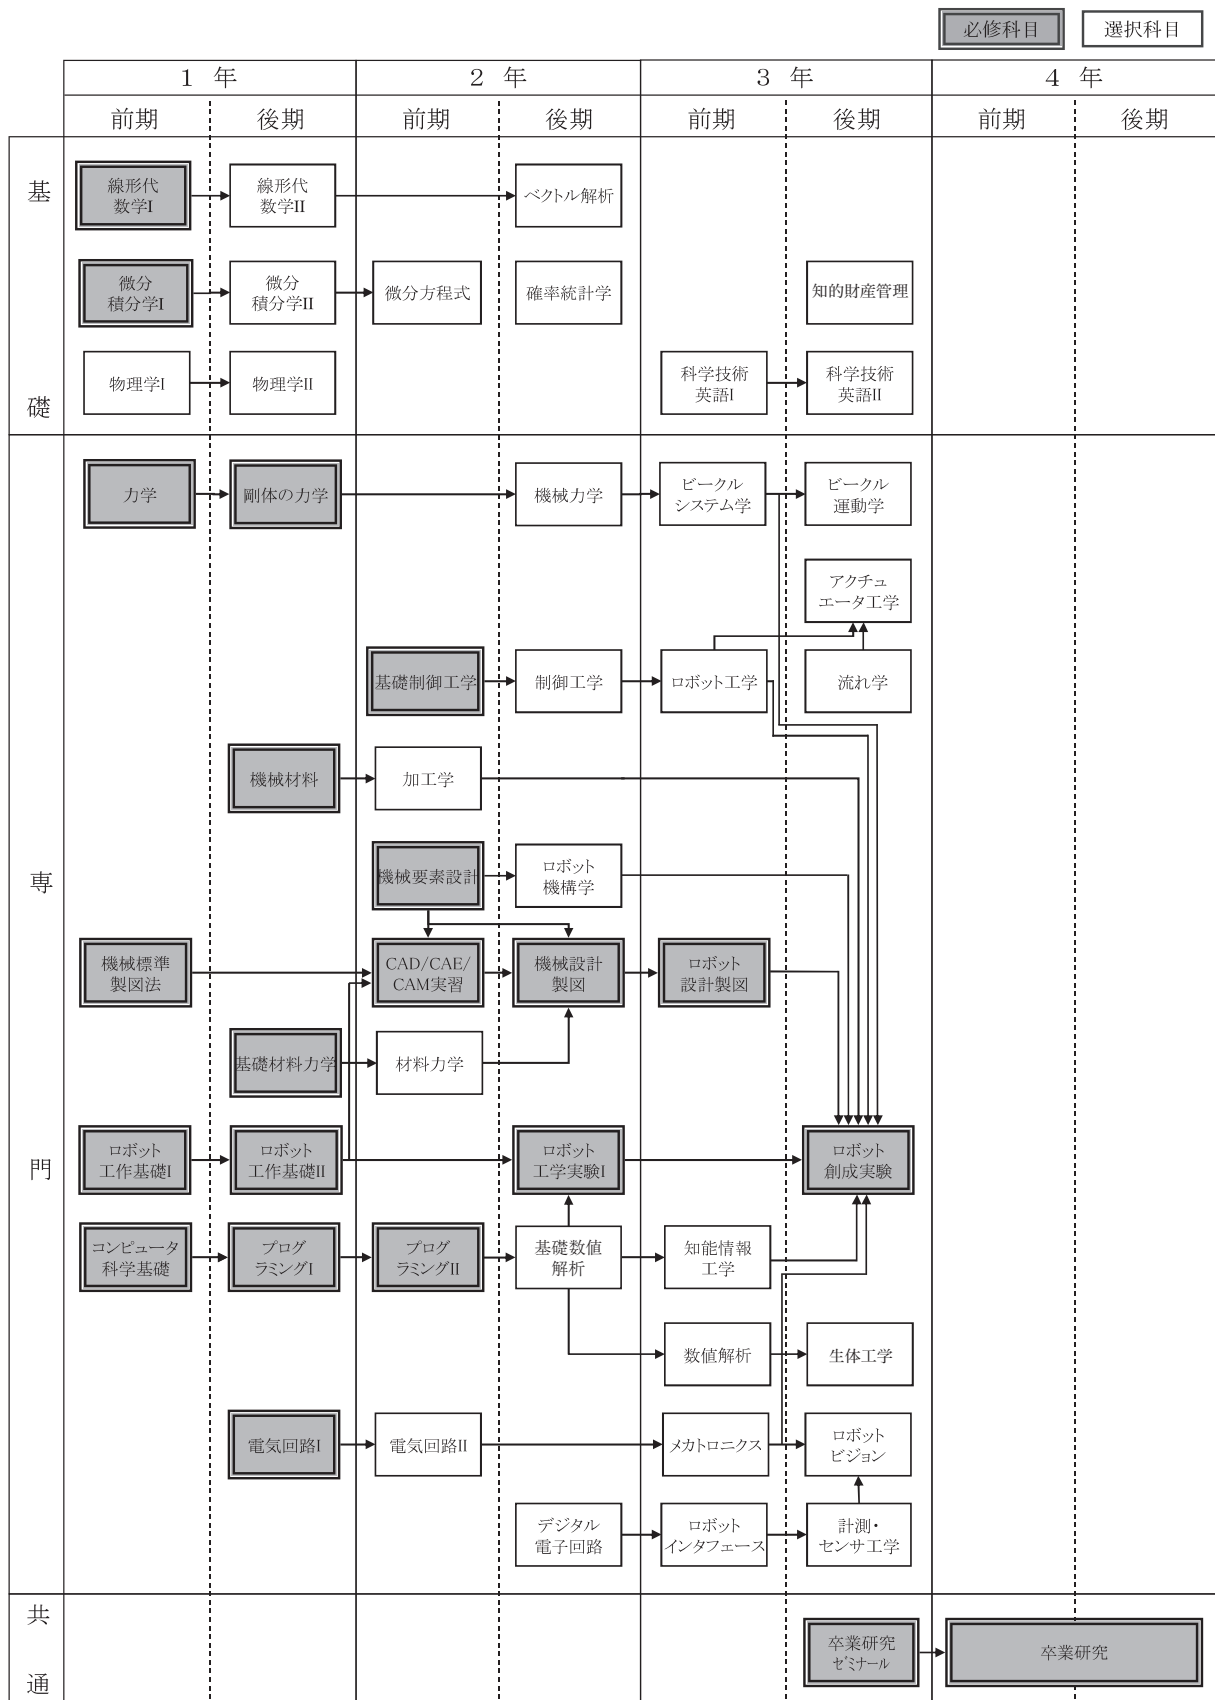 必修科目
選択科目
1 年
2 年
3 年
4 年
前期
後期
前期
後期
前期
後期
前期
後期
基
礎
線形代
数学I
線形代
数学II
ベクトル解析
微分
積分学I
微分
積分学II
微分方程式
確率統計学
知的財産管理
物理学I
物理学II
科学技術
英語I
科学技術
英語II
専
門
力学
剛体の力学
機械力学
ビークル
システム学
ビークル
運動学
アクチュ
エータ工学
基礎制御工学
制御工学
ロボット工学
流れ学
機械材料
加工学
機械要素設計
ロボット
機構学
機械標準
製図法
CAD/CAE/
CAM実習
機械設計
製図
ロボット
設計製図
基礎材料力学
材料力学
ロボット
工作基礎I
ロボット
工作基礎II
ロボット
工学実験I
ロボット
創成実験
コンピュータ
科学基礎
プログ
ラミングI
プログ
ラミングII
基礎数値
解析
知能情報
工学
数値解析
生体工学
電気回路I
電気回路II
メカトロニクス
ロボット
ビジョン
デジタル
電子回路
ロボット
インタフェース
計測・
センサ工学
共
通
卒業研究
ゼミナール
卒業研究